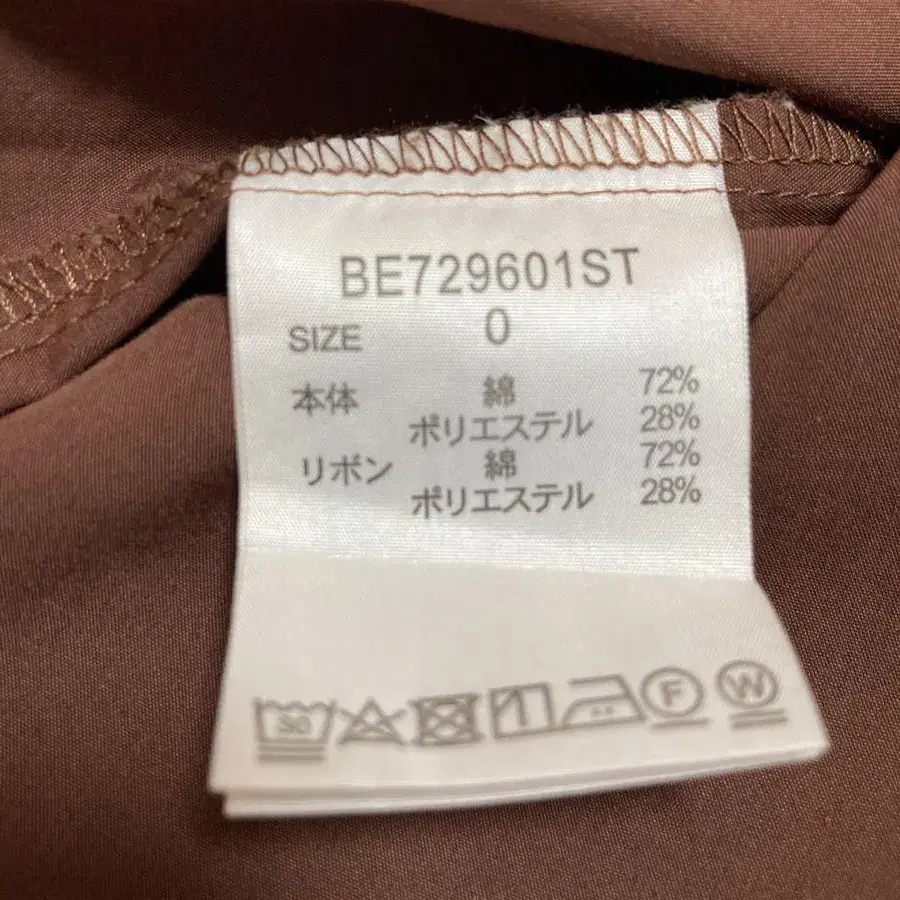 BE729601ST
SIZE 0
本体 綿 72%
ポリエステル 28%
リボン 綿 72%
ポリエステル 28%
30 F W